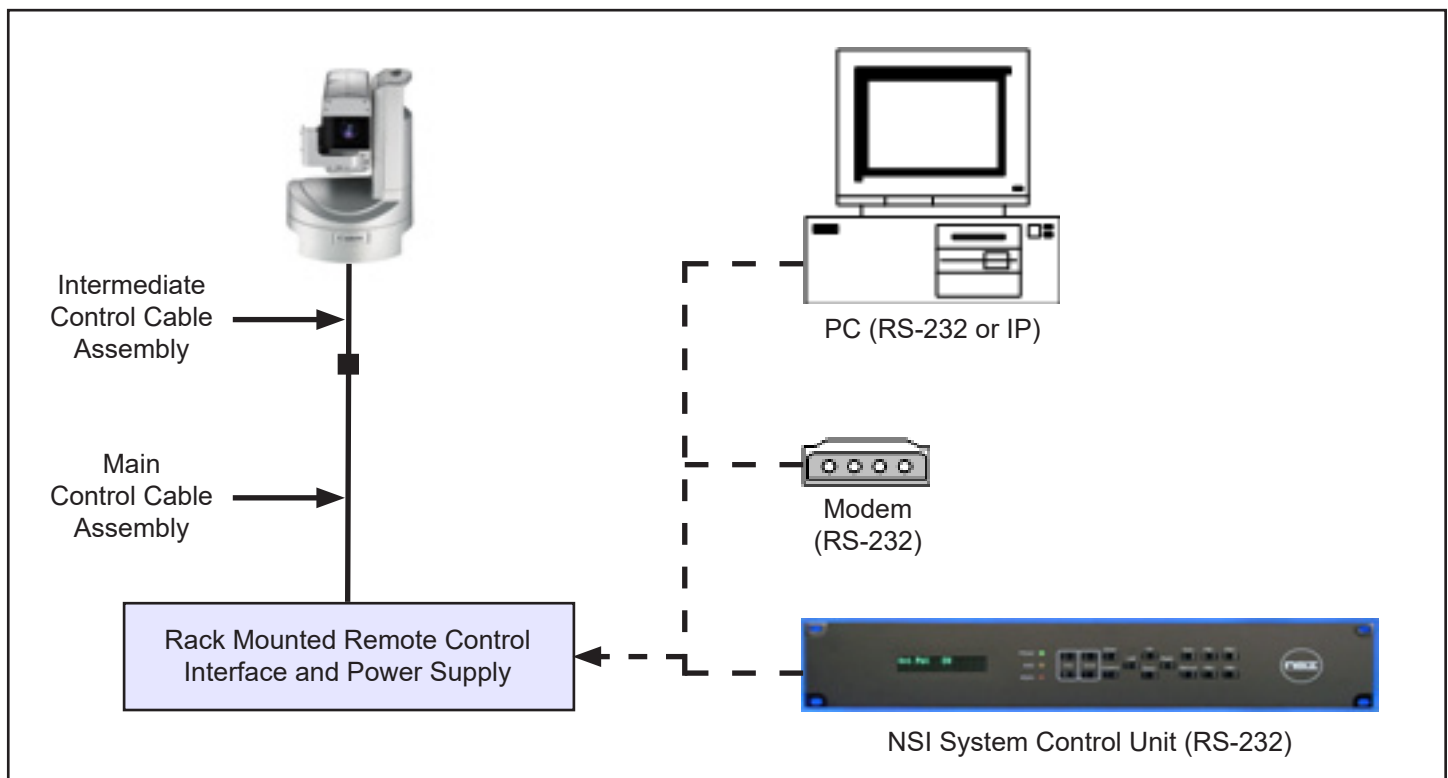 Intermediate
Control Cable
Assembly
Main
Control Cable
Assembly
Rack Mounted Remote Control
Interface and Power Supply
PC (RS-232 or IP)
Modem
(RS-232)
NSI System Control Unit (RS-232)